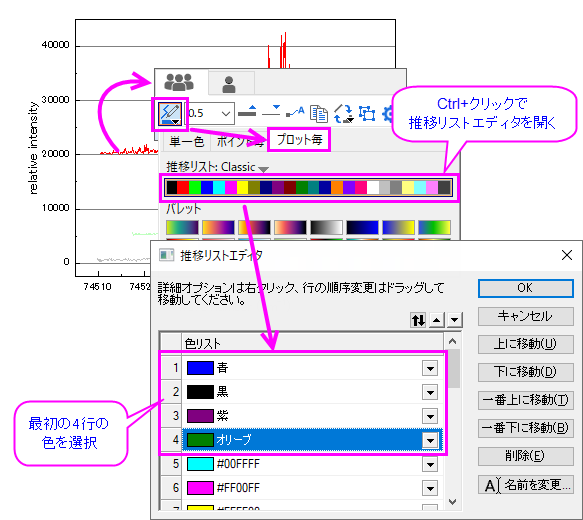 40000
30000
20000
10000
0
74510
7452
relative intensity
0.5
A
単一色
ポイント毎
プロット毎
推移リスト: Classic
パレット
Ctrl+クリックで
推移リストエディタを開く
推移リストエディタ
詳細オプションは右クリック、行の順序変更はドラッグして
移動してください。
色リスト
1 青
2 黒
3 紫
4 オリーブ
5 #00FFFF
6 #FF00FF
7 #FFFF00
OK
キャンセル
上に移動(U)
下に移動(D)
一番上に移動(T)
一番下に移動(B)
削除(E)
A 名前を変更...
最初の4行の
色を選択